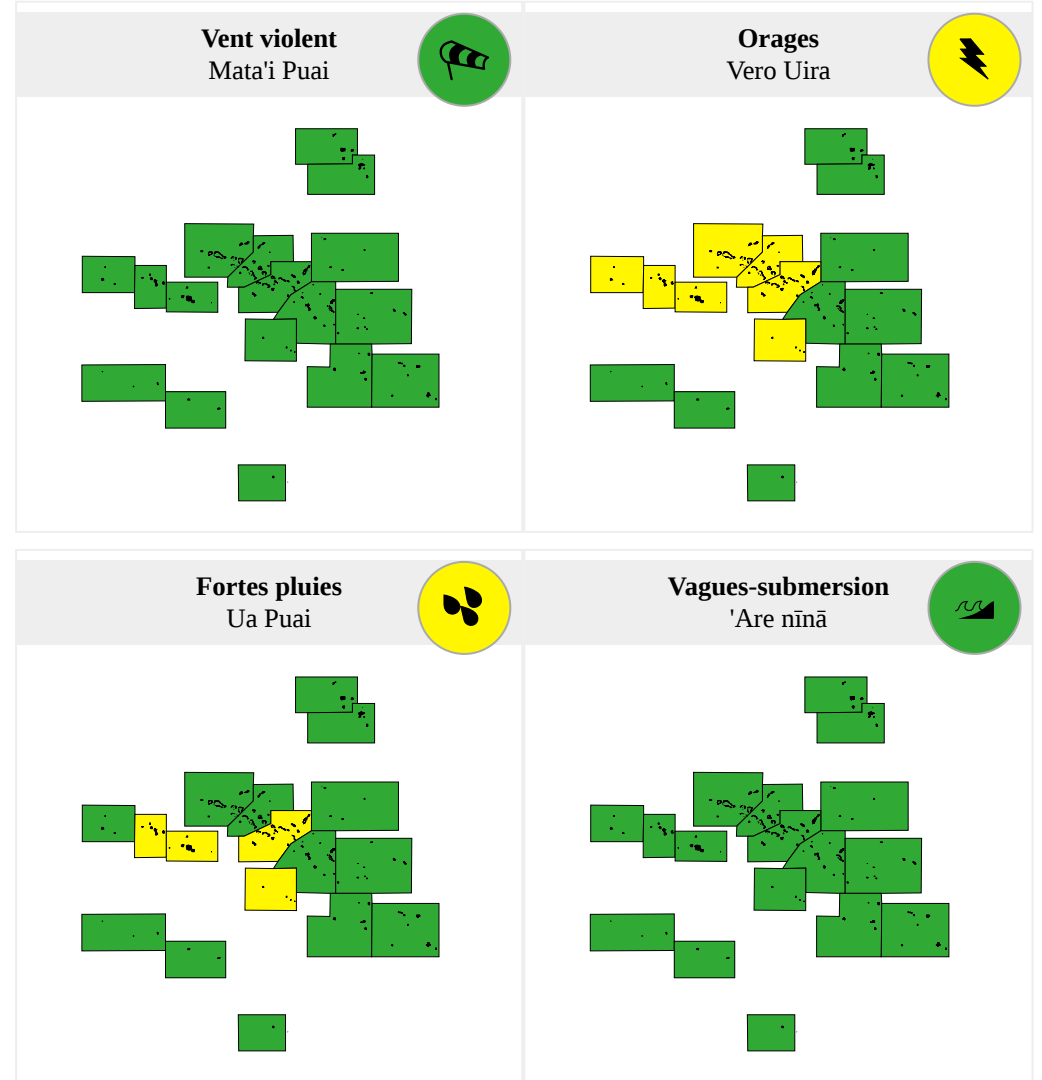 Vent violent
Mata'i Puai
Orages
Vero Uira
Fortes pluies
Ua Puai
Vagues-submersion
'Are nīnā